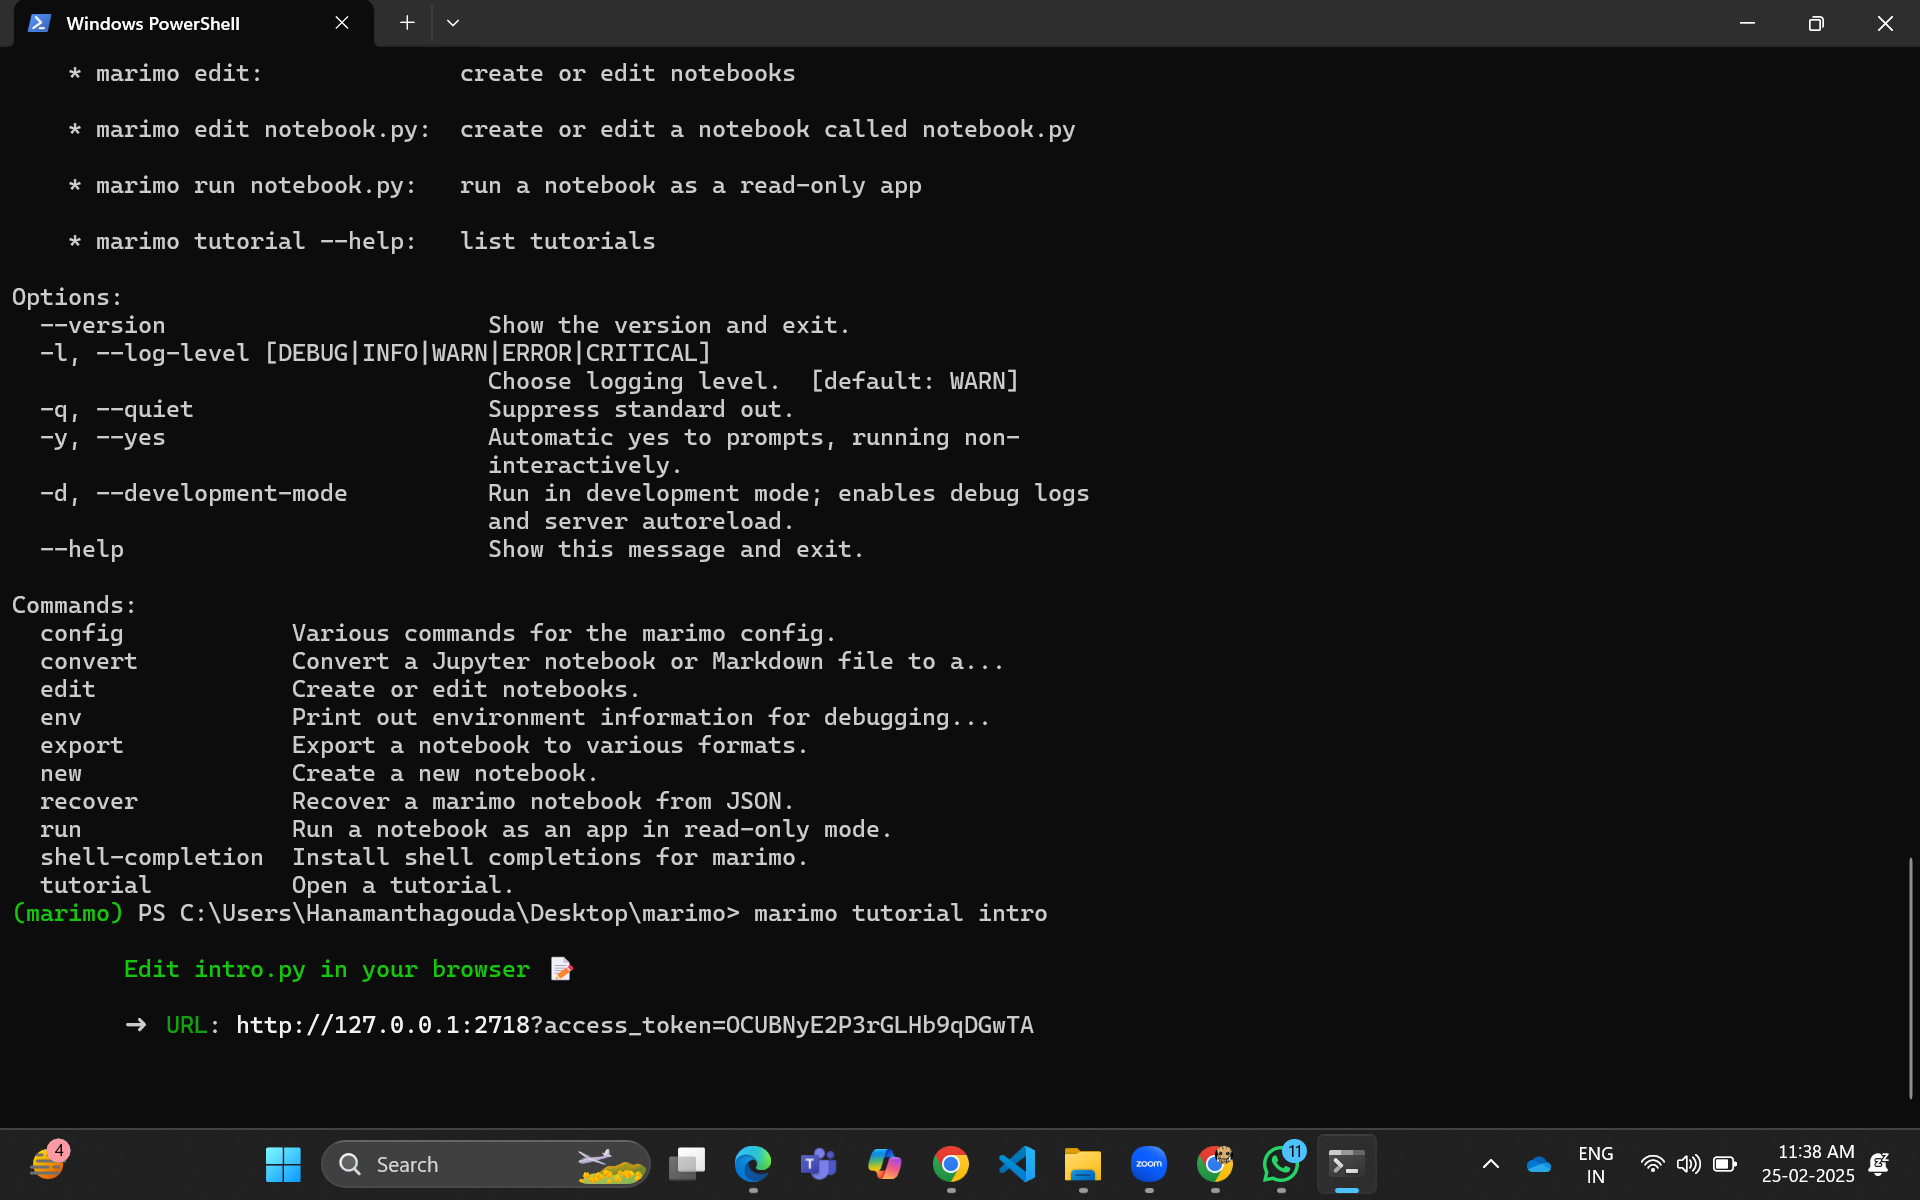 Windows PowerShell
* marimo edit: create or edit notebooks
* marimo edit notebook.py: create or edit a notebook called notebook.py
* marimo run notebook.py: run a notebook as a read-only app
* marimo tutorial --help: list tutorials
Options:
--version Show the version and exit.
-l, --log-level [DEBUG|INFO|WARN|ERROR|CRITICAL]
Choose logging level. [default: WARN]
-q, --quiet Suppress standard out.
-y, --yes Automatic yes to prompts, running non-
interactively.
-d, --development-mode Run in development mode; enables debug logs
and server autoreload.
--help Show this message and exit.
Commands:
config Various commands for the marimo config.
convert Convert a Jupyter notebook or Markdown file to a...
edit Create or edit notebooks.
env Print out environment information for debugging...
export Export a notebook to various formats.
new Create a new notebook.
recover Recover a marimo notebook from JSON.
run Run a notebook as an app in read-only mode.
shell-completion Install shell completions for marimo.
tutorial Open a tutorial.
(marimo) PS C:\Users\Hanamanthagouda\Desktop\marimo> marimo tutorial intro
Edit intro.py in your browser 📝
➜ URL: http://127.0.0.1:2718?access_token=OCUBNyE2P3rGLHb9qDGwTA
4
Search
zoom
11
ENG
IN
11:38 AM
25-02-2025